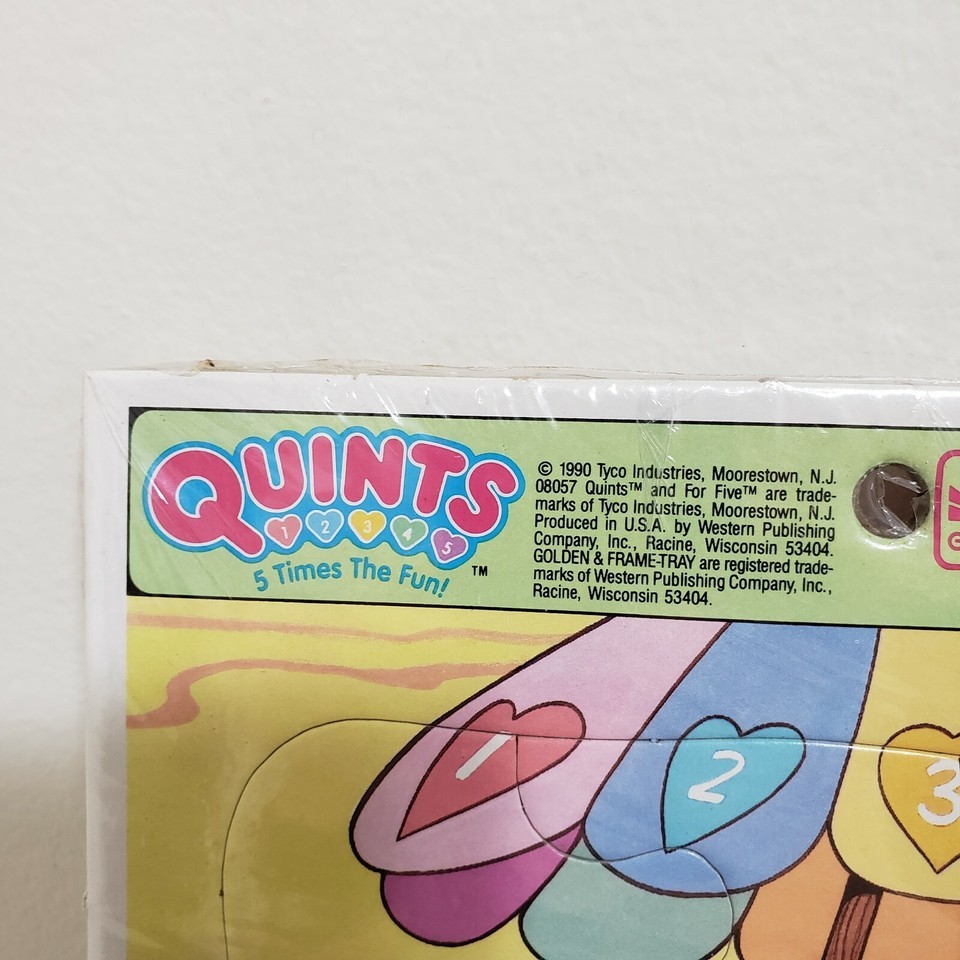 QUINTS
1 2 3 4 5
5 Times The Fun! ™
© 1990 Tyco Industries, Moorestown, N.J.
08057 Quints™ and For Five™ are trade-
marks of Tyco Industries, Moorestown, N.J.
Produced in U.S.A. by Western Publishing
Company, Inc., Racine, Wisconsin 53404.
GOLDEN & FRAME-TRAY are registered trade-
marks of Western Publishing Company, Inc.,
Racine, Wisconsin 53404.
1 2 3